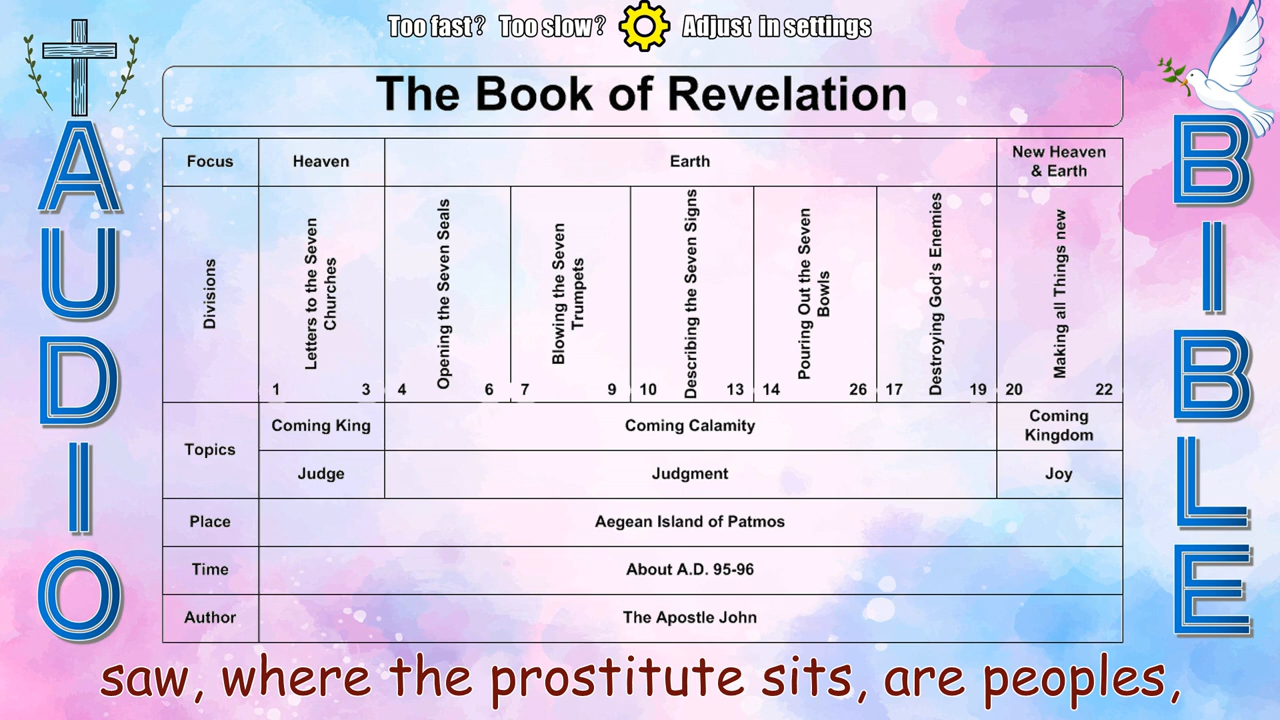 Too fast? Too slow? Adjust in settings
The Book of Revelation
AUDIO
BIBLE
Focus Heaven Earth New Heaven
& Earth
Divisions
Letters to the Seven
Churches
1 3
Opening the Seven Seals
4 6
Blowing the Seven
Trumpets
7 9
Describing the Seven Signs
10 13
Pouring Out the Seven
Bowls
14 26
Destroying God's Enemies
17 19
Making all Things new
20 22
Topics
Coming King Coming Calamity Coming
Kingdom
Judge Judgment Joy
Place Aegean Island of Patmos
Time About A.D. 95-96
Author The Apostle John
saw, where the prostitute sits, are peoples,